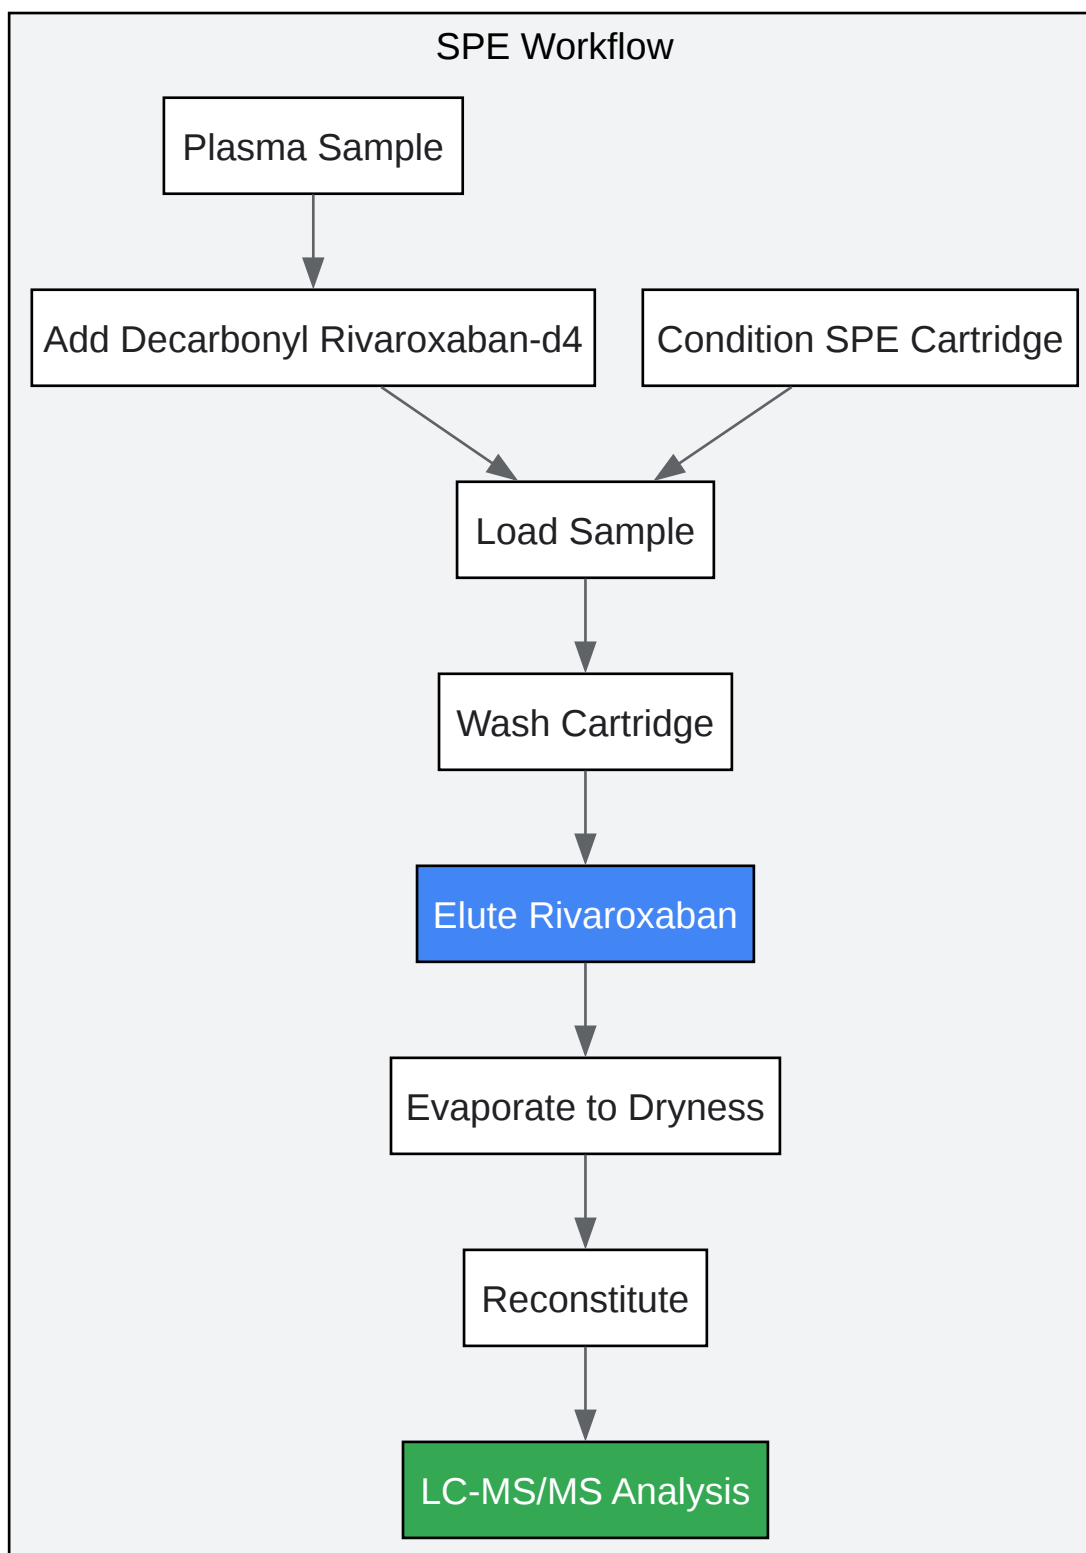 SPE Workflow
Plasma Sample
Add Decarbonyl Rivaroxaban-d4
Condition SPE Cartridge
Load Sample
Wash Cartridge
Elute Rivaroxaban
Evaporate to Dryness
Reconstitute
LC-MS/MS Analysis